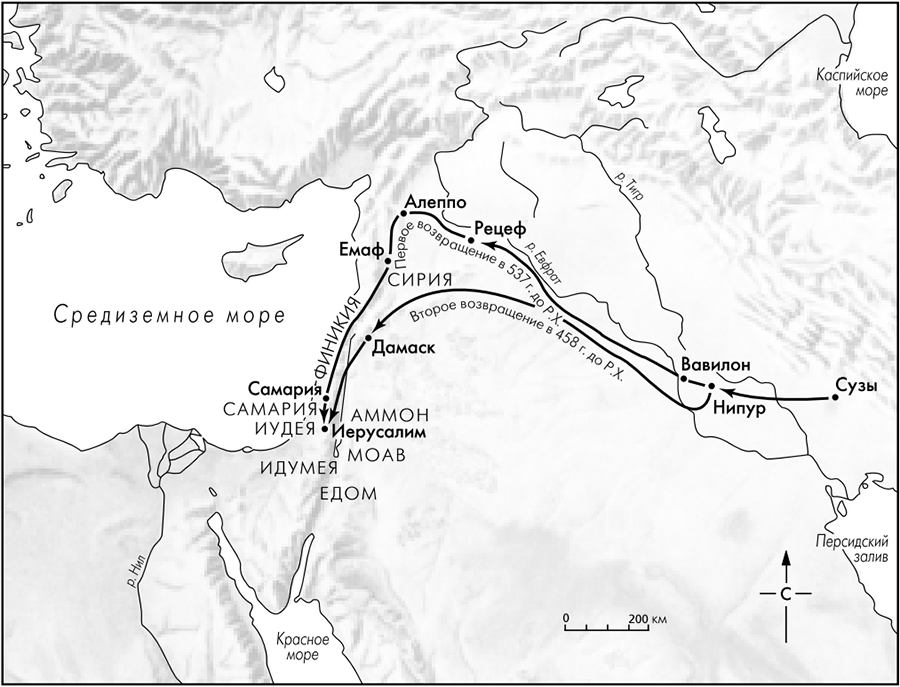 Каспийское
море
р. Тигр
Алеппо
Рецеф
Первое возвращение в 537 г. до Р.Х.
р. Евфрат
Емаф
СИРИЯ
Средиземное море
ФИНИКИЯ
Второе возвращение в 458 г. до Р.Х.
Дамаск
Вавилон
Сузы
Нипур
Самария
САМАРИЯ
АММОН
ИУДЕЯ
Иерусалим
МОАВ
ИДУМЕЯ
ЕДОМ
Персидский
залив
р. Нил
С
0 200 км
Красное
море